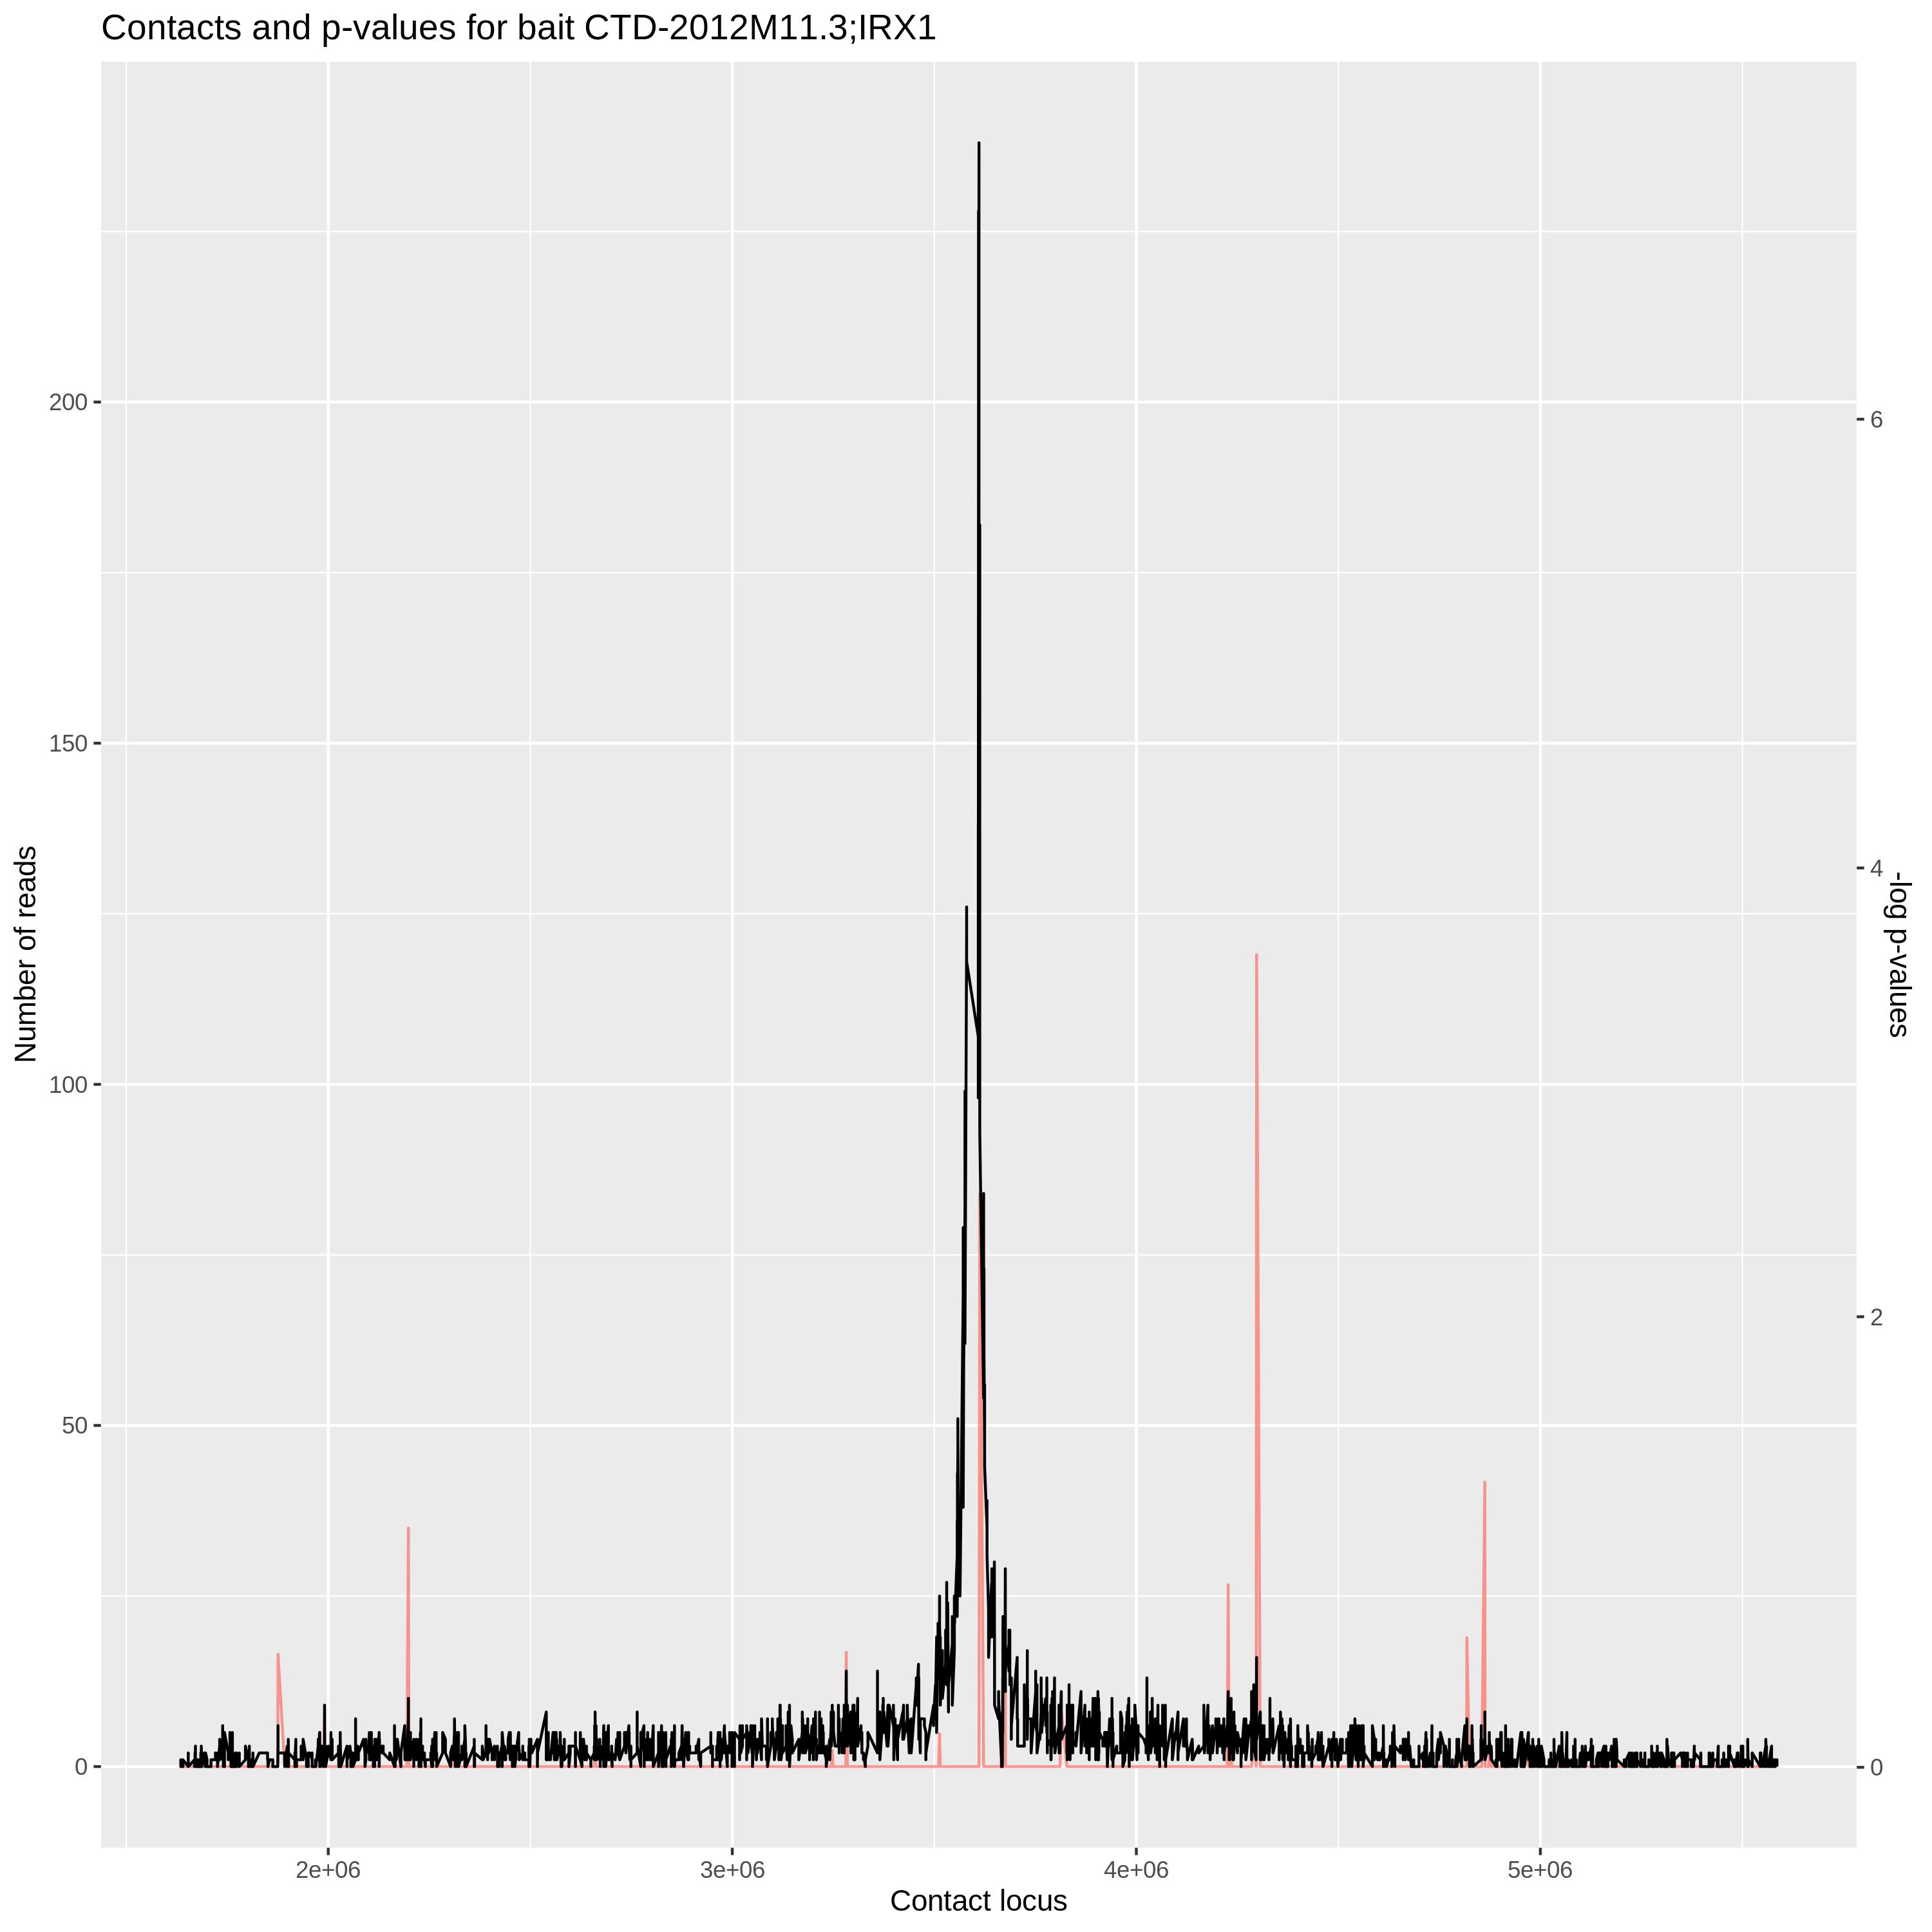 Contacts and p-values for bait CTD-2012M11.3;IRX1
Number of reads
200
150
100
50
0
6
4
2
0
-log p-values
2e+06
3e+06
4e+06
5e+06
Contact locus